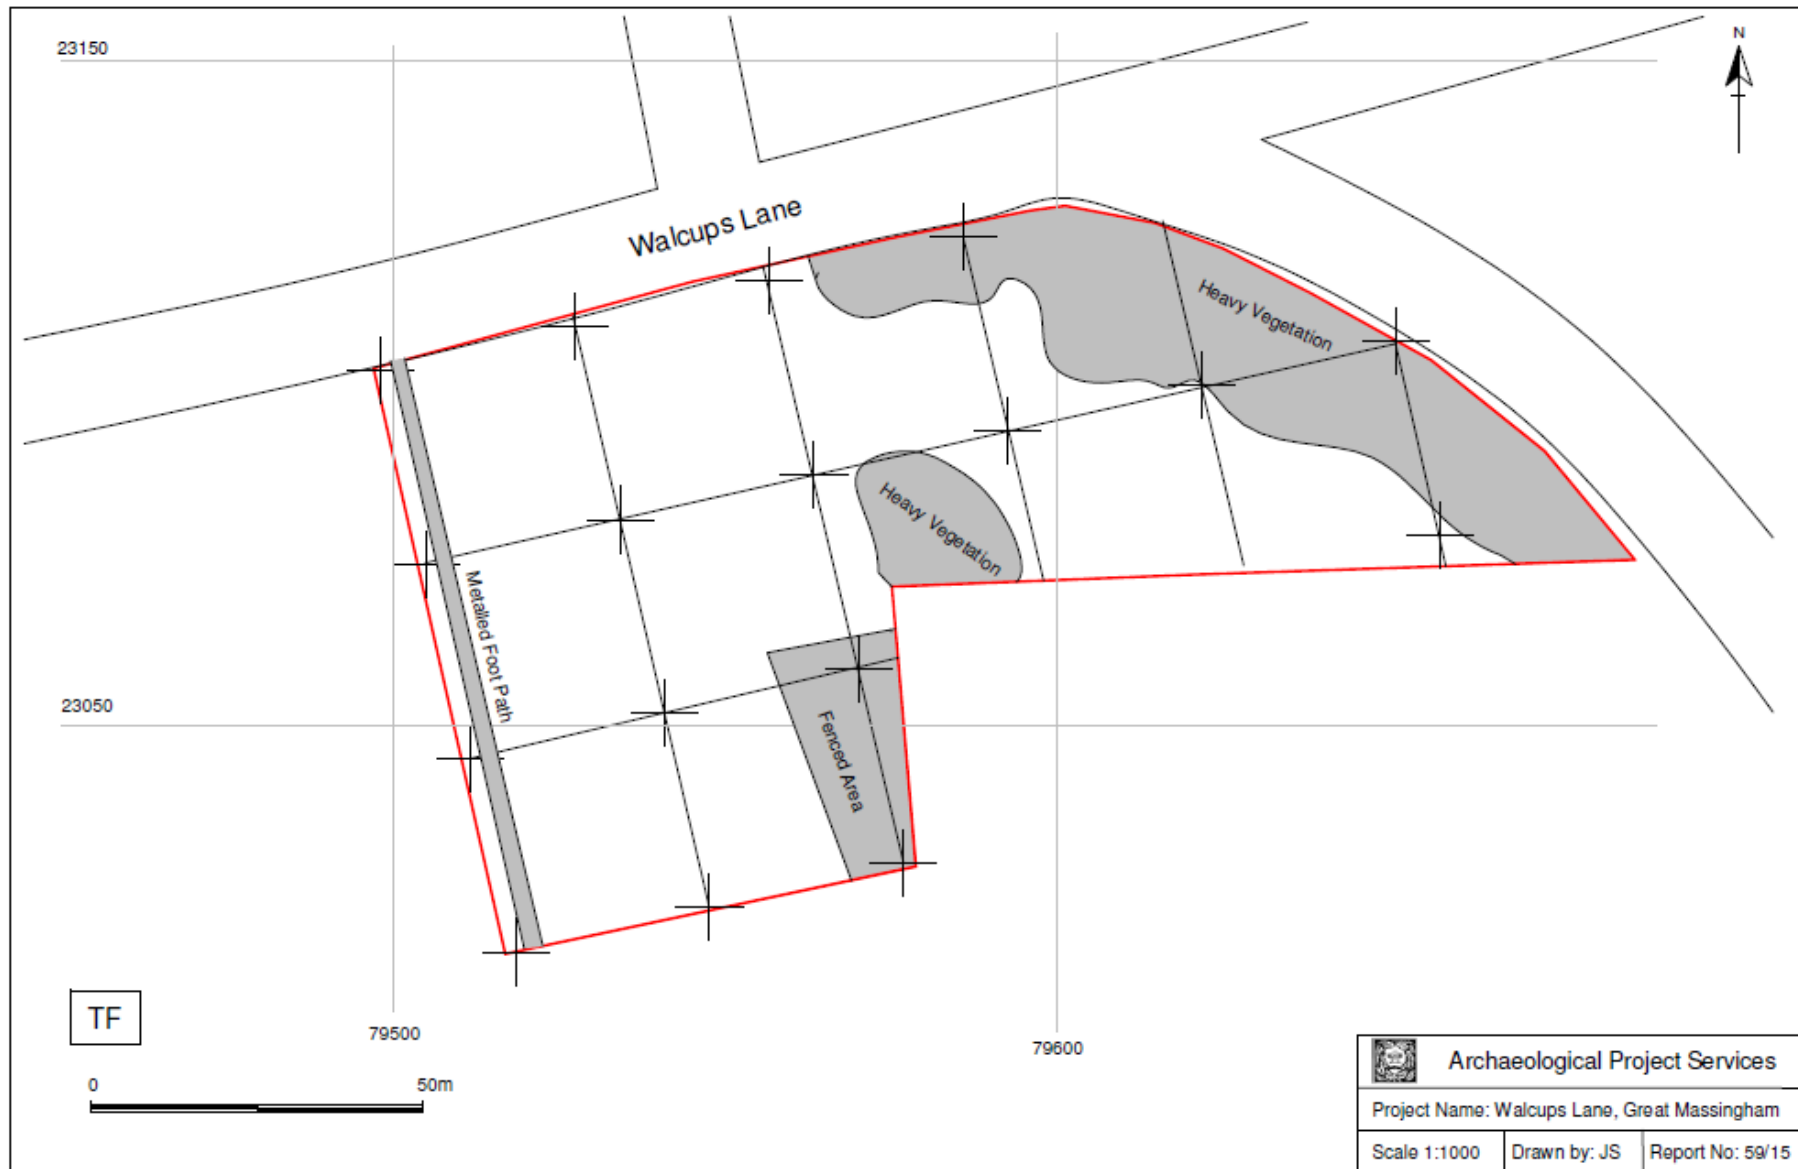 23150
N
Walcups Lane
Heavy Vegetation
Heavy Vegetation
Metalled Foot Path
23050
Fenced Area
TF
79500
79600
0 50m
Archaeological Project Services
Project Name: Walcups Lane, Great Massingham
Scale 1:1000 Drawn by: JS Report No: 59/15